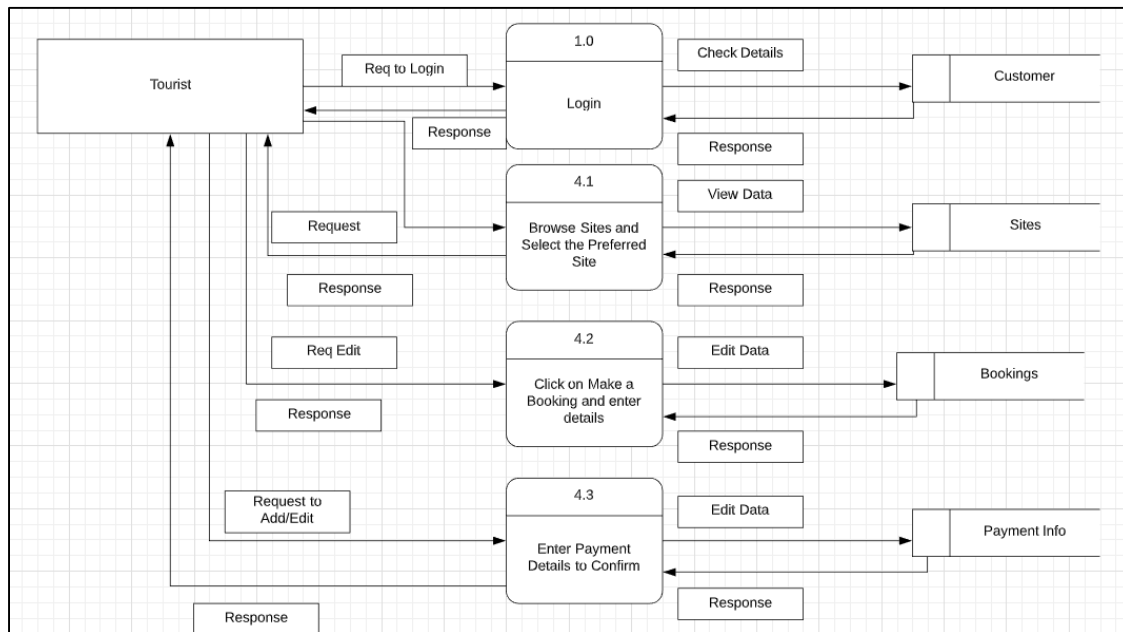 1.0
Req to Login
Check Details
Tourist
Customer
Login
Response
Response
4.1
View Data
Request
Browse Sites and
Select the Preferred
Site
Sites
Response
Response
4.2
Req Edit
Edit Data
Click on Make a
Booking and enter
details
Bookings
Response
Response
4.3
Request to
Add/Edit
Edit Data
Enter Payment
Details to Confirm
Payment Info
Response
Response